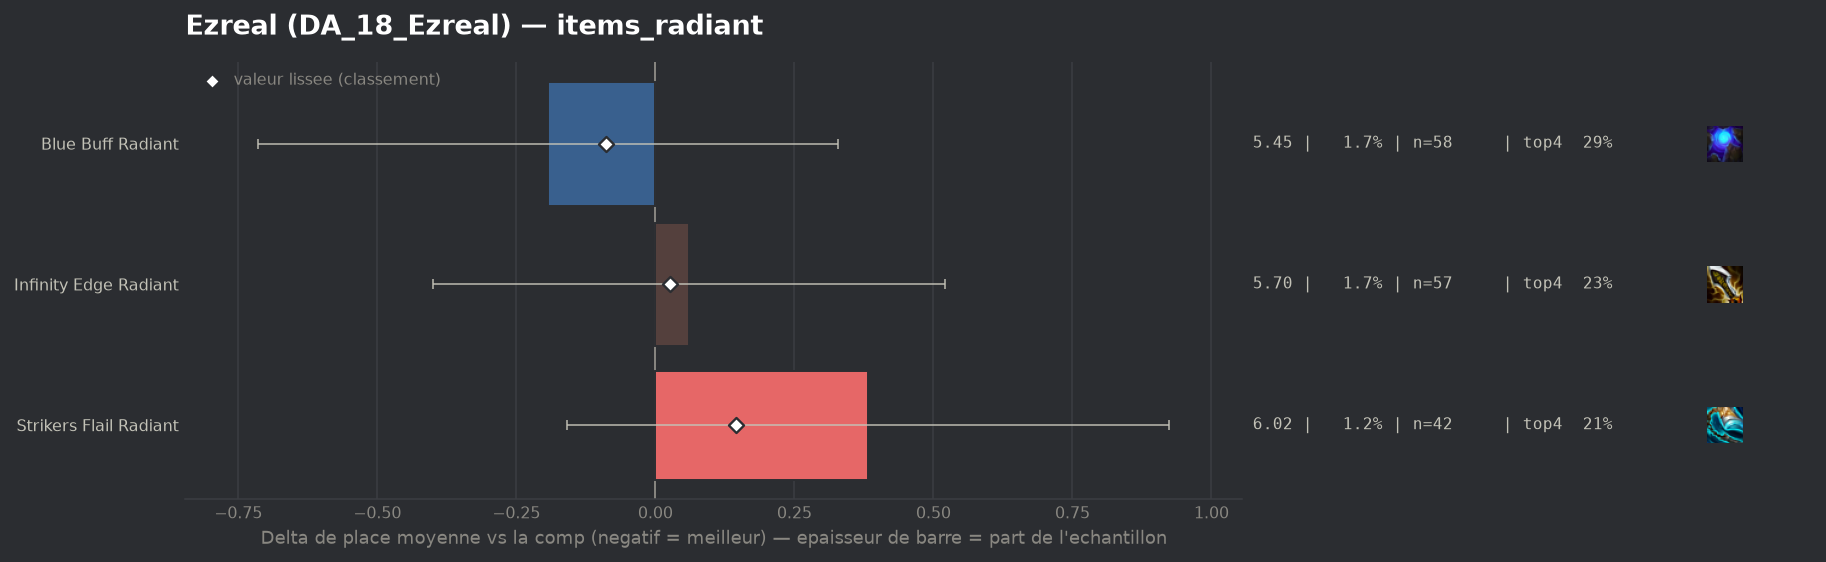 Ezreal (DA_18_Ezreal) — items_radiant
valeur lissee (classement)
Blue Buff Radiant 5.45 | 1.7% | n=58 | top4 29%
Infinity Edge Radiant 5.70 | 1.7% | n=57 | top4 23%
Strikers Flail Radiant 6.02 | 1.2% | n=42 | top4 21%
−0.75 −0.50 −0.25 0.00 0.25 0.50 0.75 1.00
Delta de place moyenne vs la comp (negatif = meilleur) — epaisseur de barre = part de l'echantillon